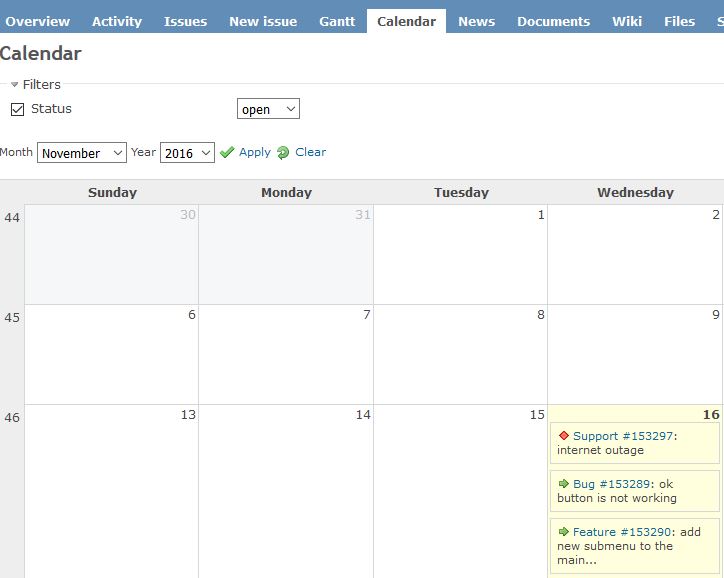 Overview Activity Issues New issue Gantt Calendar News Documents Wiki Files S
Calendar
Filters
Status open
Month November Year 2016 Apply Clear
Sunday Monday Tuesday Wednesday
44 30 31 1 2
45 6 7 8 9
46 13 14 15 16
Support #153297:
internet outage
Bug #153289: ok
button is not working
Feature #153290: add
new submenu to the
main...